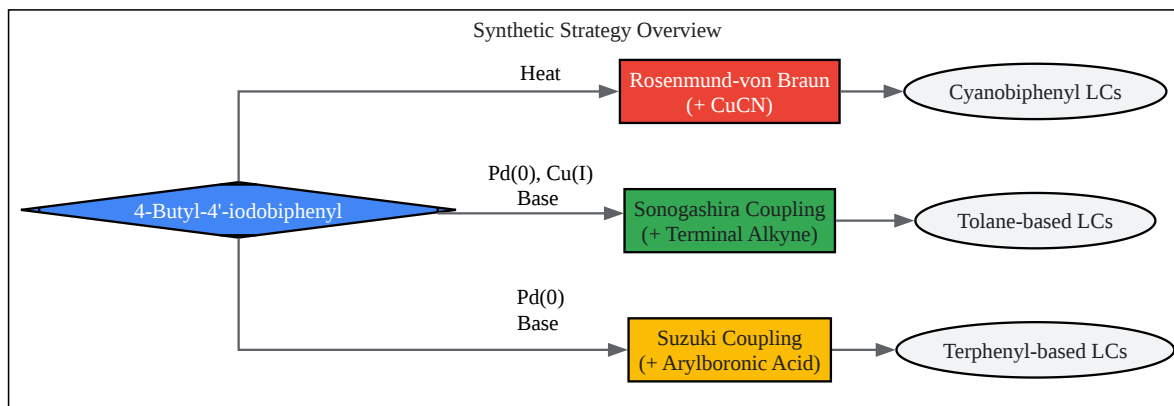 Synthetic Strategy Overview
Heat
Rosenmund-von Braun
(+ CuCN)
Cyanobiphenyl LCs
4-Butyl-4'-iodobiphenyl
Pd(0), Cu(I)
Base
Sonogashira Coupling
(+ Terminal Alkyne)
Tolane-based LCs
Pd(0)
Base
Suzuki Coupling
(+ Arylboronic Acid)
Terphenyl-based LCs